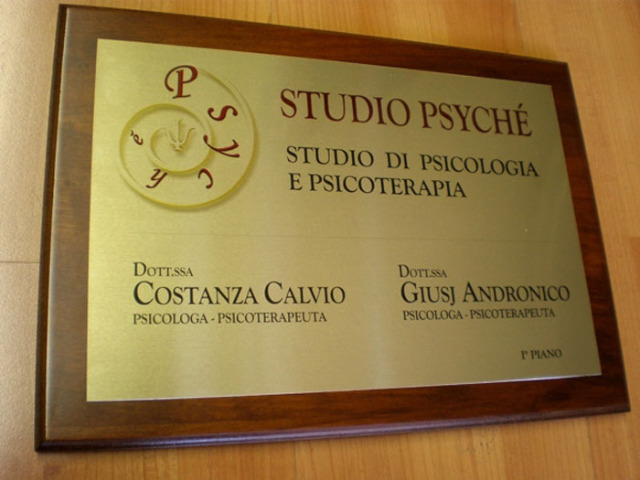 Psyché
STUDIO PSYCHÉ
STUDIO DI PSICOLOGIA
E PSICOTERAPIA
DOTT.SSA
COSTANZA CALVIO
PSICOLOGA - PSICOTERAPEUTA
DOTT.SSA
GIUSJ ANDRONICO
PSICOLOGA - PSICOTERAPEUTA
1° PIANO